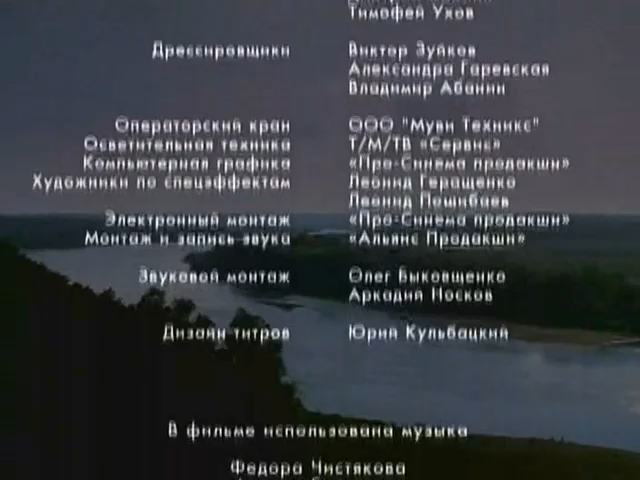 Тимофей Ухов
Дрессировщики Виктор Зуйков
Александра Гаревская
Владимир Абанин
Операторский кран ООО "Муви Техникс"
Осветительная техника Т/М/ТВ «Сервис»
Компьютерная графика «Про-Синема продакшн»
Художники по спецэффектам Леонид Геращенко
Леонид
Электронный монтаж «Про-Синема продакшн»
Монтаж и запись звука «Альянс Продакшн»
Звуковой монтаж Олег Быковщенко
Аркадий Носков
Дизайн титров Юрий Кульбацкий
В фильме использована музыка
Федора Чистякова